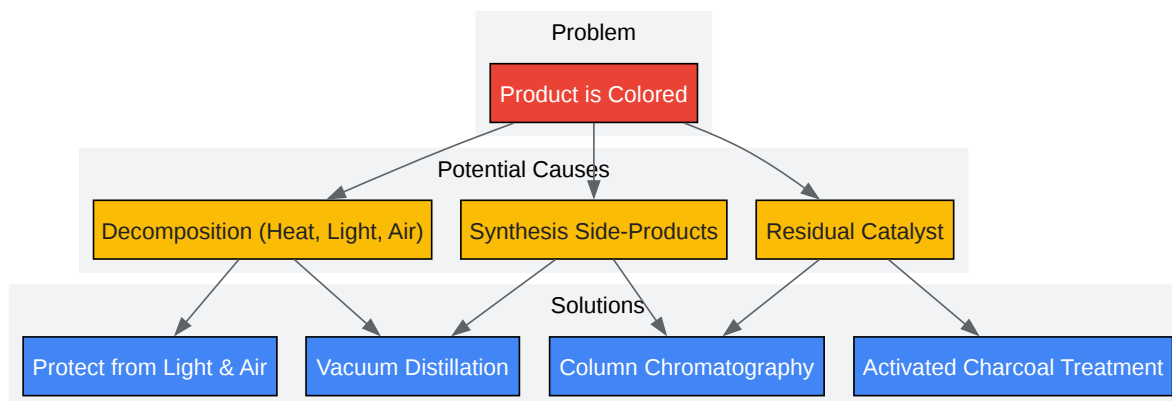 Problem
Product is Colored
Potential Causes
Decomposition (Heat, Light, Air)
Synthesis Side-Products
Residual Catalyst
Solutions
Protect from Light & Air
Vacuum Distillation
Column Chromatography
Activated Charcoal Treatment